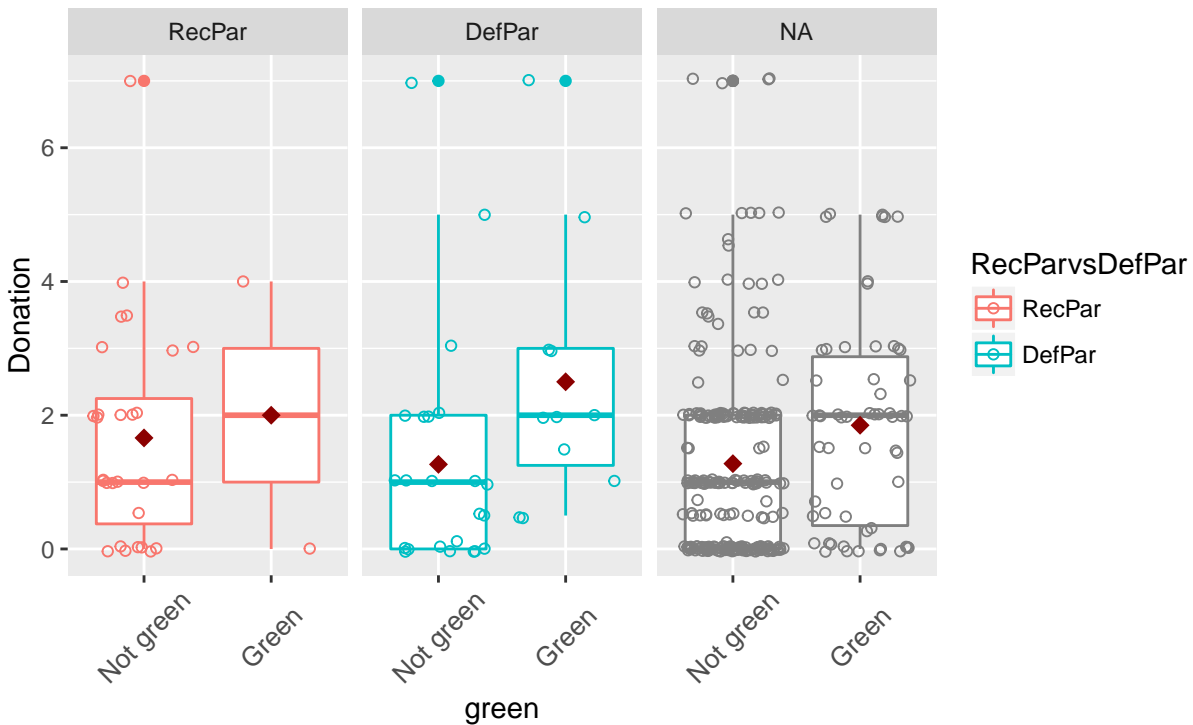 RecPar DefPar NA
6
4
2
0
Donation
Not green Green Not green Green Not green Green
green
RecParvsDefPar
RecPar
DefPar